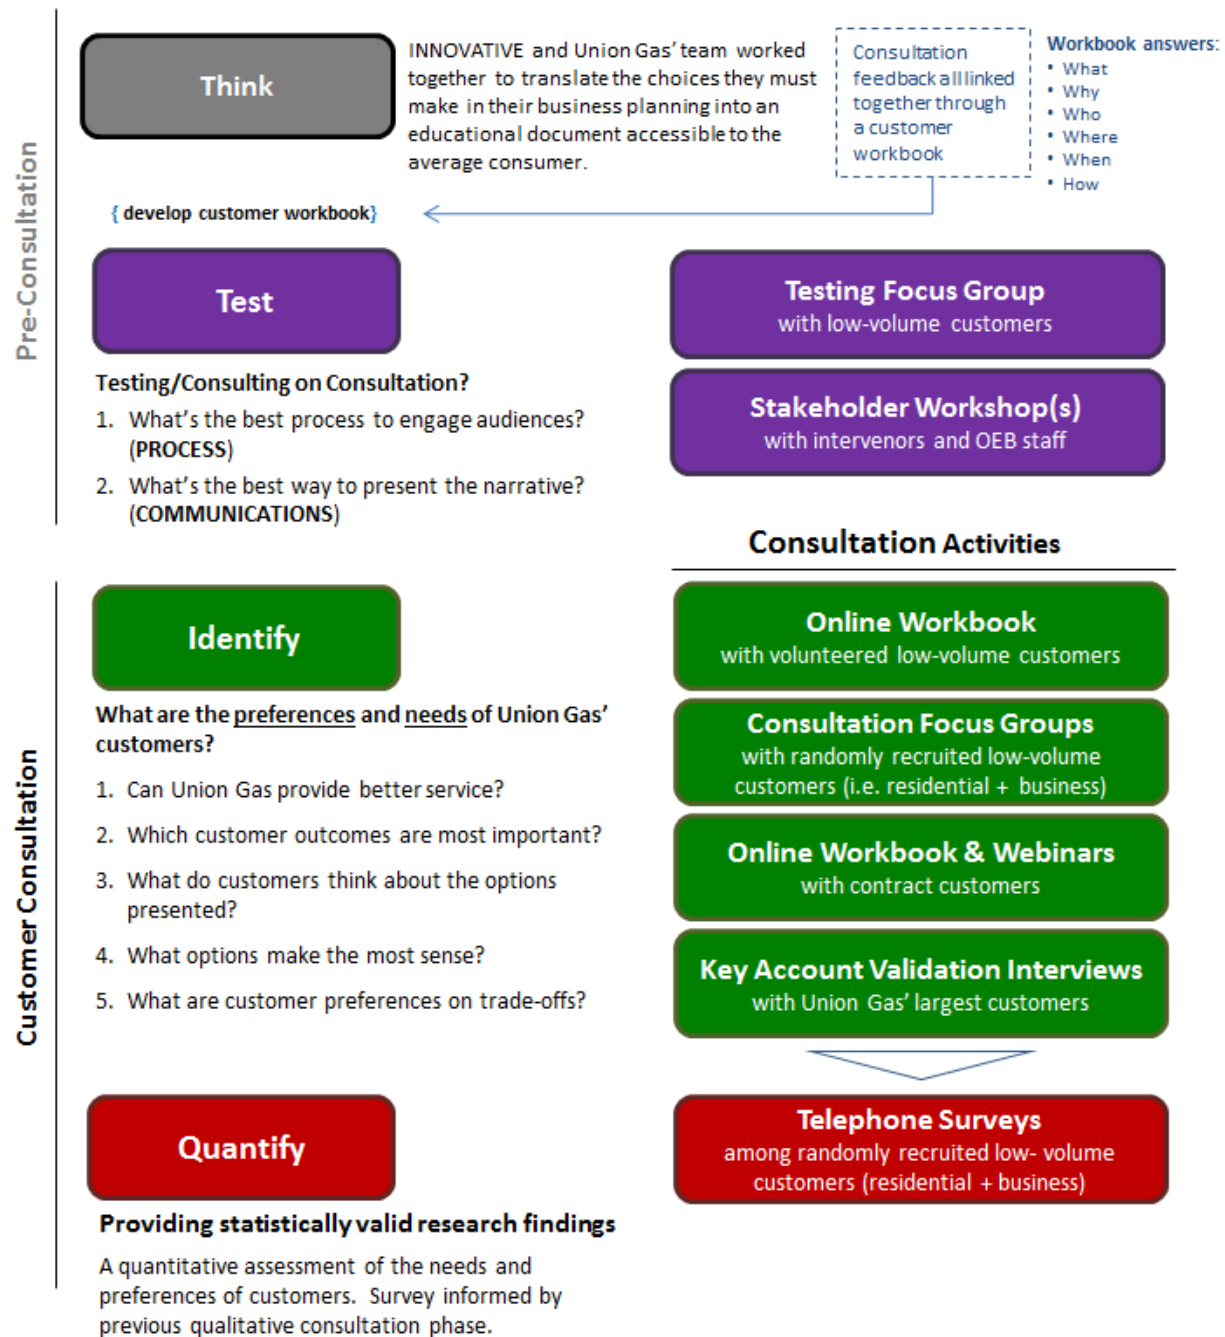 Pre-Consultation
Think
INNOVATIVE and Union Gas' team worked
together to translate the choices they must
make in their business planning into an
educational document accessible to the
average consumer.
Consultation
feedback all linked
together through
a customer
workbook
Workbook answers:
• What
• Why
• Who
• Where
• When
• How
{ develop customer workbook}
Test
Testing/Consulting on Consultation?
1. What's the best process to engage audiences?
(PROCESS)
2. What's the best way to present the narrative?
(COMMUNICATIONS)
Testing Focus Group
with low-volume customers
Stakeholder Workshop(s)
with intervenors and OEB staff
Consultation Activities
Customer Consultation
Identify
What are the preferences and needs of Union Gas'
customers?
1. Can Union Gas provide better service?
2. Which customer outcomes are most important?
3. What do customers think about the options
presented?
4. What options make the most sense?
5. What are customer preferences on trade-offs?
Online Workbook
with volunteered low-volume customers
Consultation Focus Groups
with randomly recruited low-volume
customers (i.e. residential + business)
Online Workbook & Webinars
with contract customers
Key Account Validation Interviews
with Union Gas' largest customers
Quantify
Providing statistically valid research findings
A quantitative assessment of the needs and
preferences of customers. Survey informed by
previous qualitative consultation phase.
Telephone Surveys
among randomly recruited low- volume
customers (residential + business)